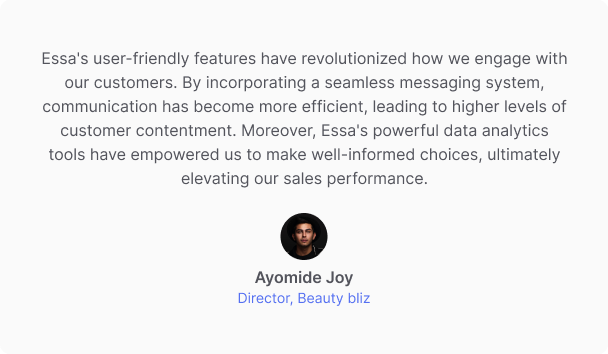 Essa's user-friendly features have revolutionized how we engage with
our customers. By incorporating a seamless messaging system,
communication has become more efficient, leading to higher levels of
customer contentment. Moreover, Essa's powerful data analytics
tools have empowered us to make well-informed choices, ultimately
elevating our sales performance.
Ayomide Joy
Director, Beauty bliz